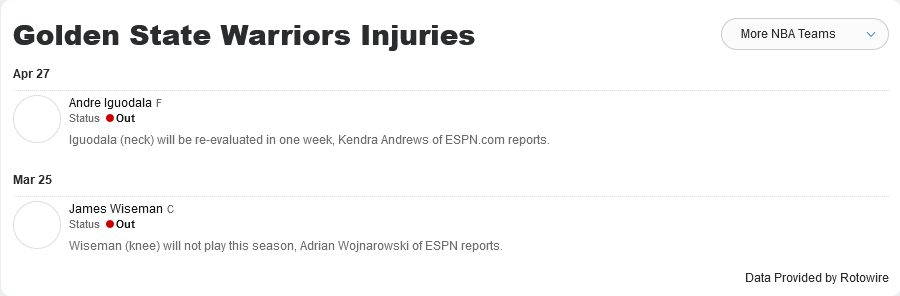 Golden State Warriors Injuries
More NBA Teams
Apr 27
Andre Iguodala F
Status Out
Iguodala (neck) will be re-evaluated in one week, Kendra Andrews of ESPN.com reports.
Mar 25
James Wiseman C
Status Out
Wiseman (knee) will not play this season, Adrian Wojnarowski of ESPN reports.
Data Provided by Rotowire